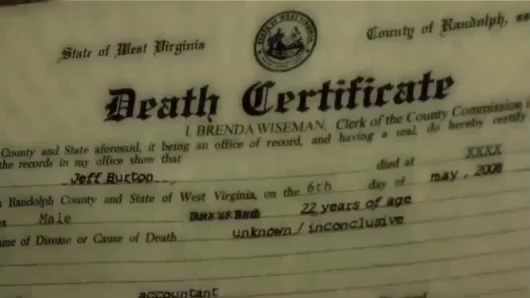 State of West Virginia
County of Randolph, ss
Death Certificate
I, BRENDA WISEMAN, Clerk of the County Commission
County and State aforesaid, it being an office of record, and having a seal, do hereby certify
the records in my office show that
Jeff Burton died at XXXX
Randolph County and State of West Virginia, on the 6th day of may, 2008
Male 22 years of age
Disease or Cause of Death unknown/inconclusive
accountant